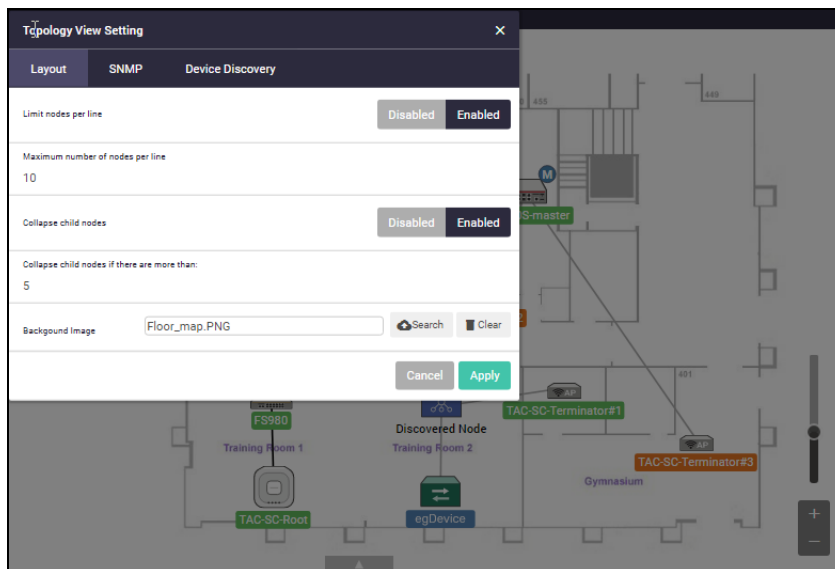 Topology View Setting ×
Layout SNMP Device Discovery
Limit nodes per line Disabled Enabled
Maximum number of nodes per line
10
Collapse child nodes Disabled Enabled
Collapse child nodes if there are more than:
5
Backgound Image Floor_map.PNG Search Clear
Cancel Apply
455
449
M
S-master
401
AP
TAC-SC-Terminator#1
FS980
Discovered Node
Training Room 1
Training Room 2
AP
TAC-SC-Terminator#3
Gymnasium
TAC-SC-Root
egDevice
+
−